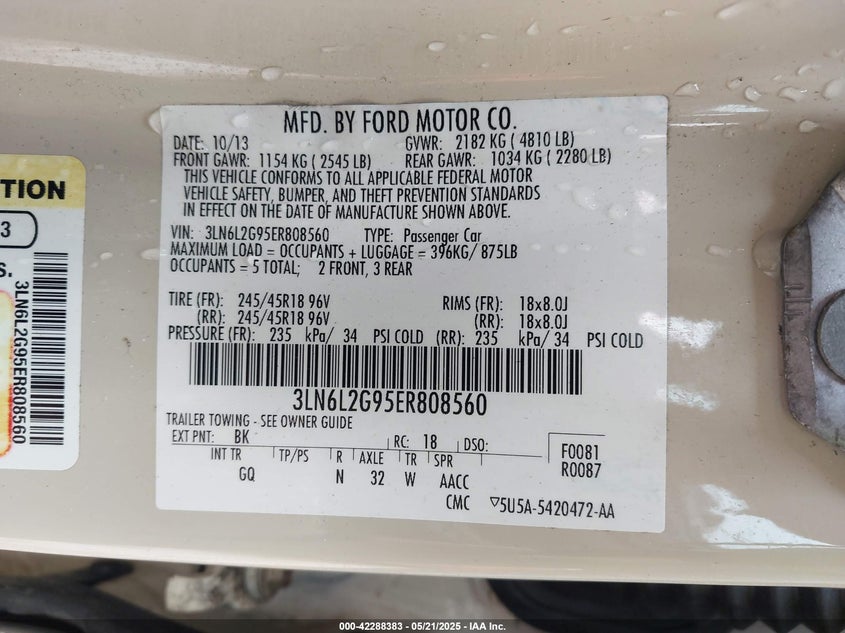 MFD. BY FORD MOTOR CO.
DATE: 10/13 GVWR: 2182 KG ( 4810 LB)
FRONT GAWR: 1154 KG ( 2545 LB) REAR GAWR: 1034 KG ( 2280 LB)
THIS VEHICLE CONFORMS TO ALL APPLICABLE FEDERAL MOTOR
VEHICLE SAFETY, BUMPER, AND THEFT PREVENTION STANDARDS
IN EFFECT ON THE DATE OF MANUFACTURE SHOWN ABOVE.
VIN: 3LN6L2G95ER808560 TYPE: Passenger Car
MAXIMUM LOAD = OCCUPANTS + LUGGAGE = 396KG/ 875LB
OCCUPANTS = 5 TOTAL; 2 FRONT, 3 REAR
TIRE (FR): 245/45R18 96V RIMS (FR): 18x8.0J
(RR): 245/45R18 96V (RR): 18x8.0J
PRESSURE (FR): 235 kPa/ 34 PSI COLD (RR): 235 kPa/ 34 PSI COLD
3LN6L2G95ER808560
TRAILER TOWING - SEE OWNER GUIDE
EXT PNT: BK RC: 18 DSO: F0081
R0087
INT TR TP/PS R AXLE TR SPR
GQ N 32 W AACC
CMC ▽5U5A-5420472-AA
TION
3
S.
3LN6L2G95ER808560
000-42288383 - 05/21/2025 - IAA Inc.